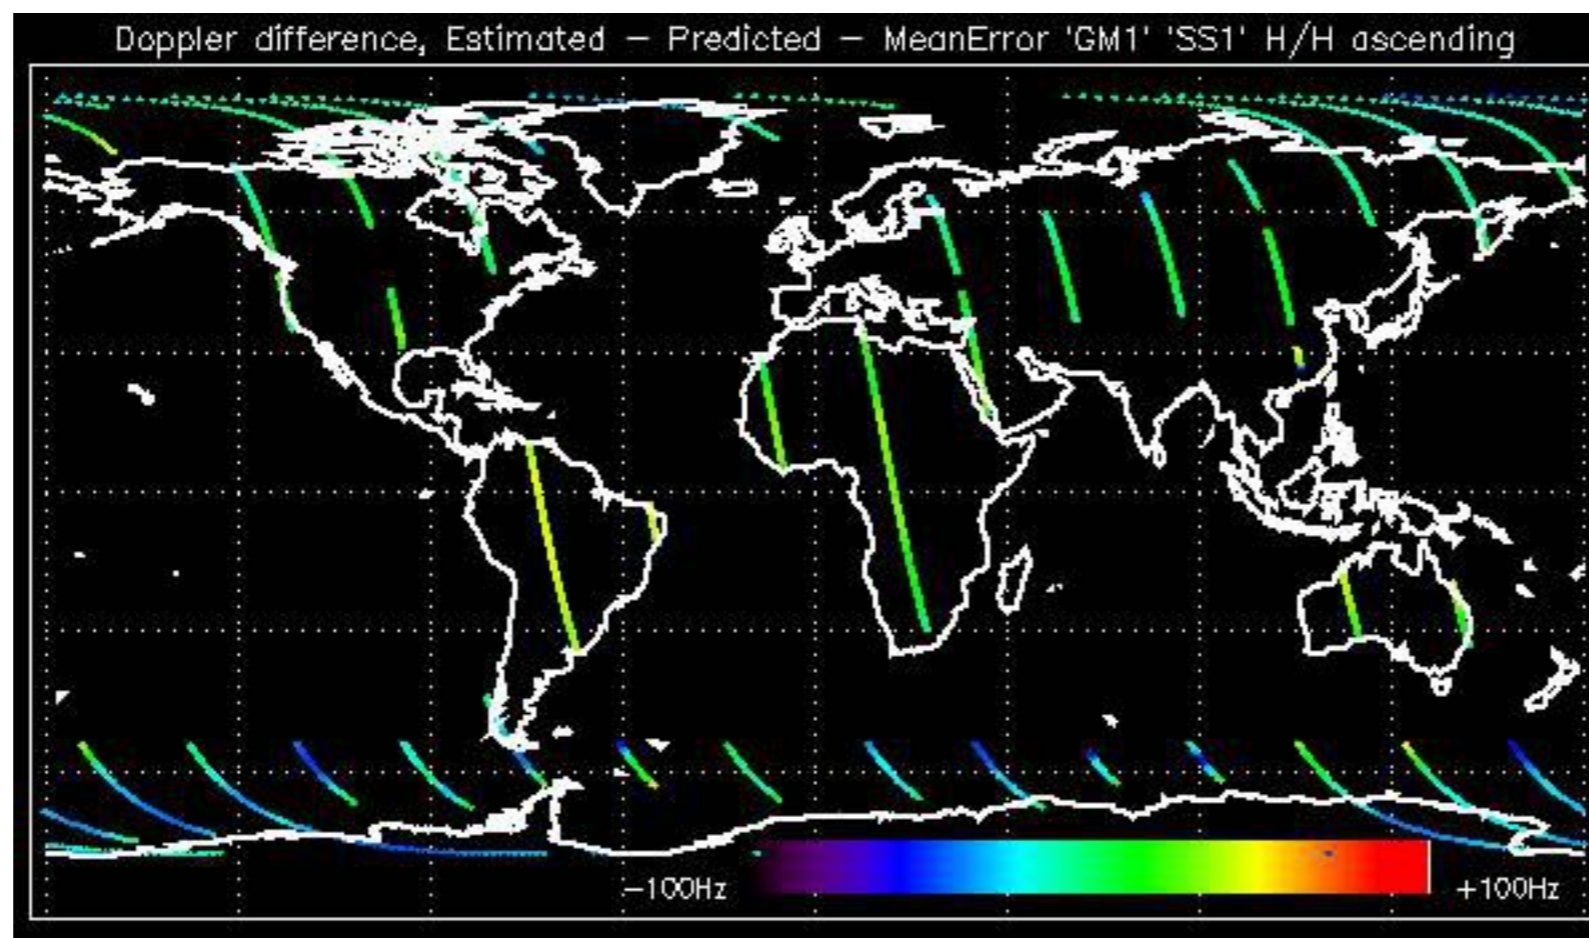 Doppler difference, Estimated – Predicted – MeanError 'GM1' 'SS1' H/H ascending
–100Hz +100Hz